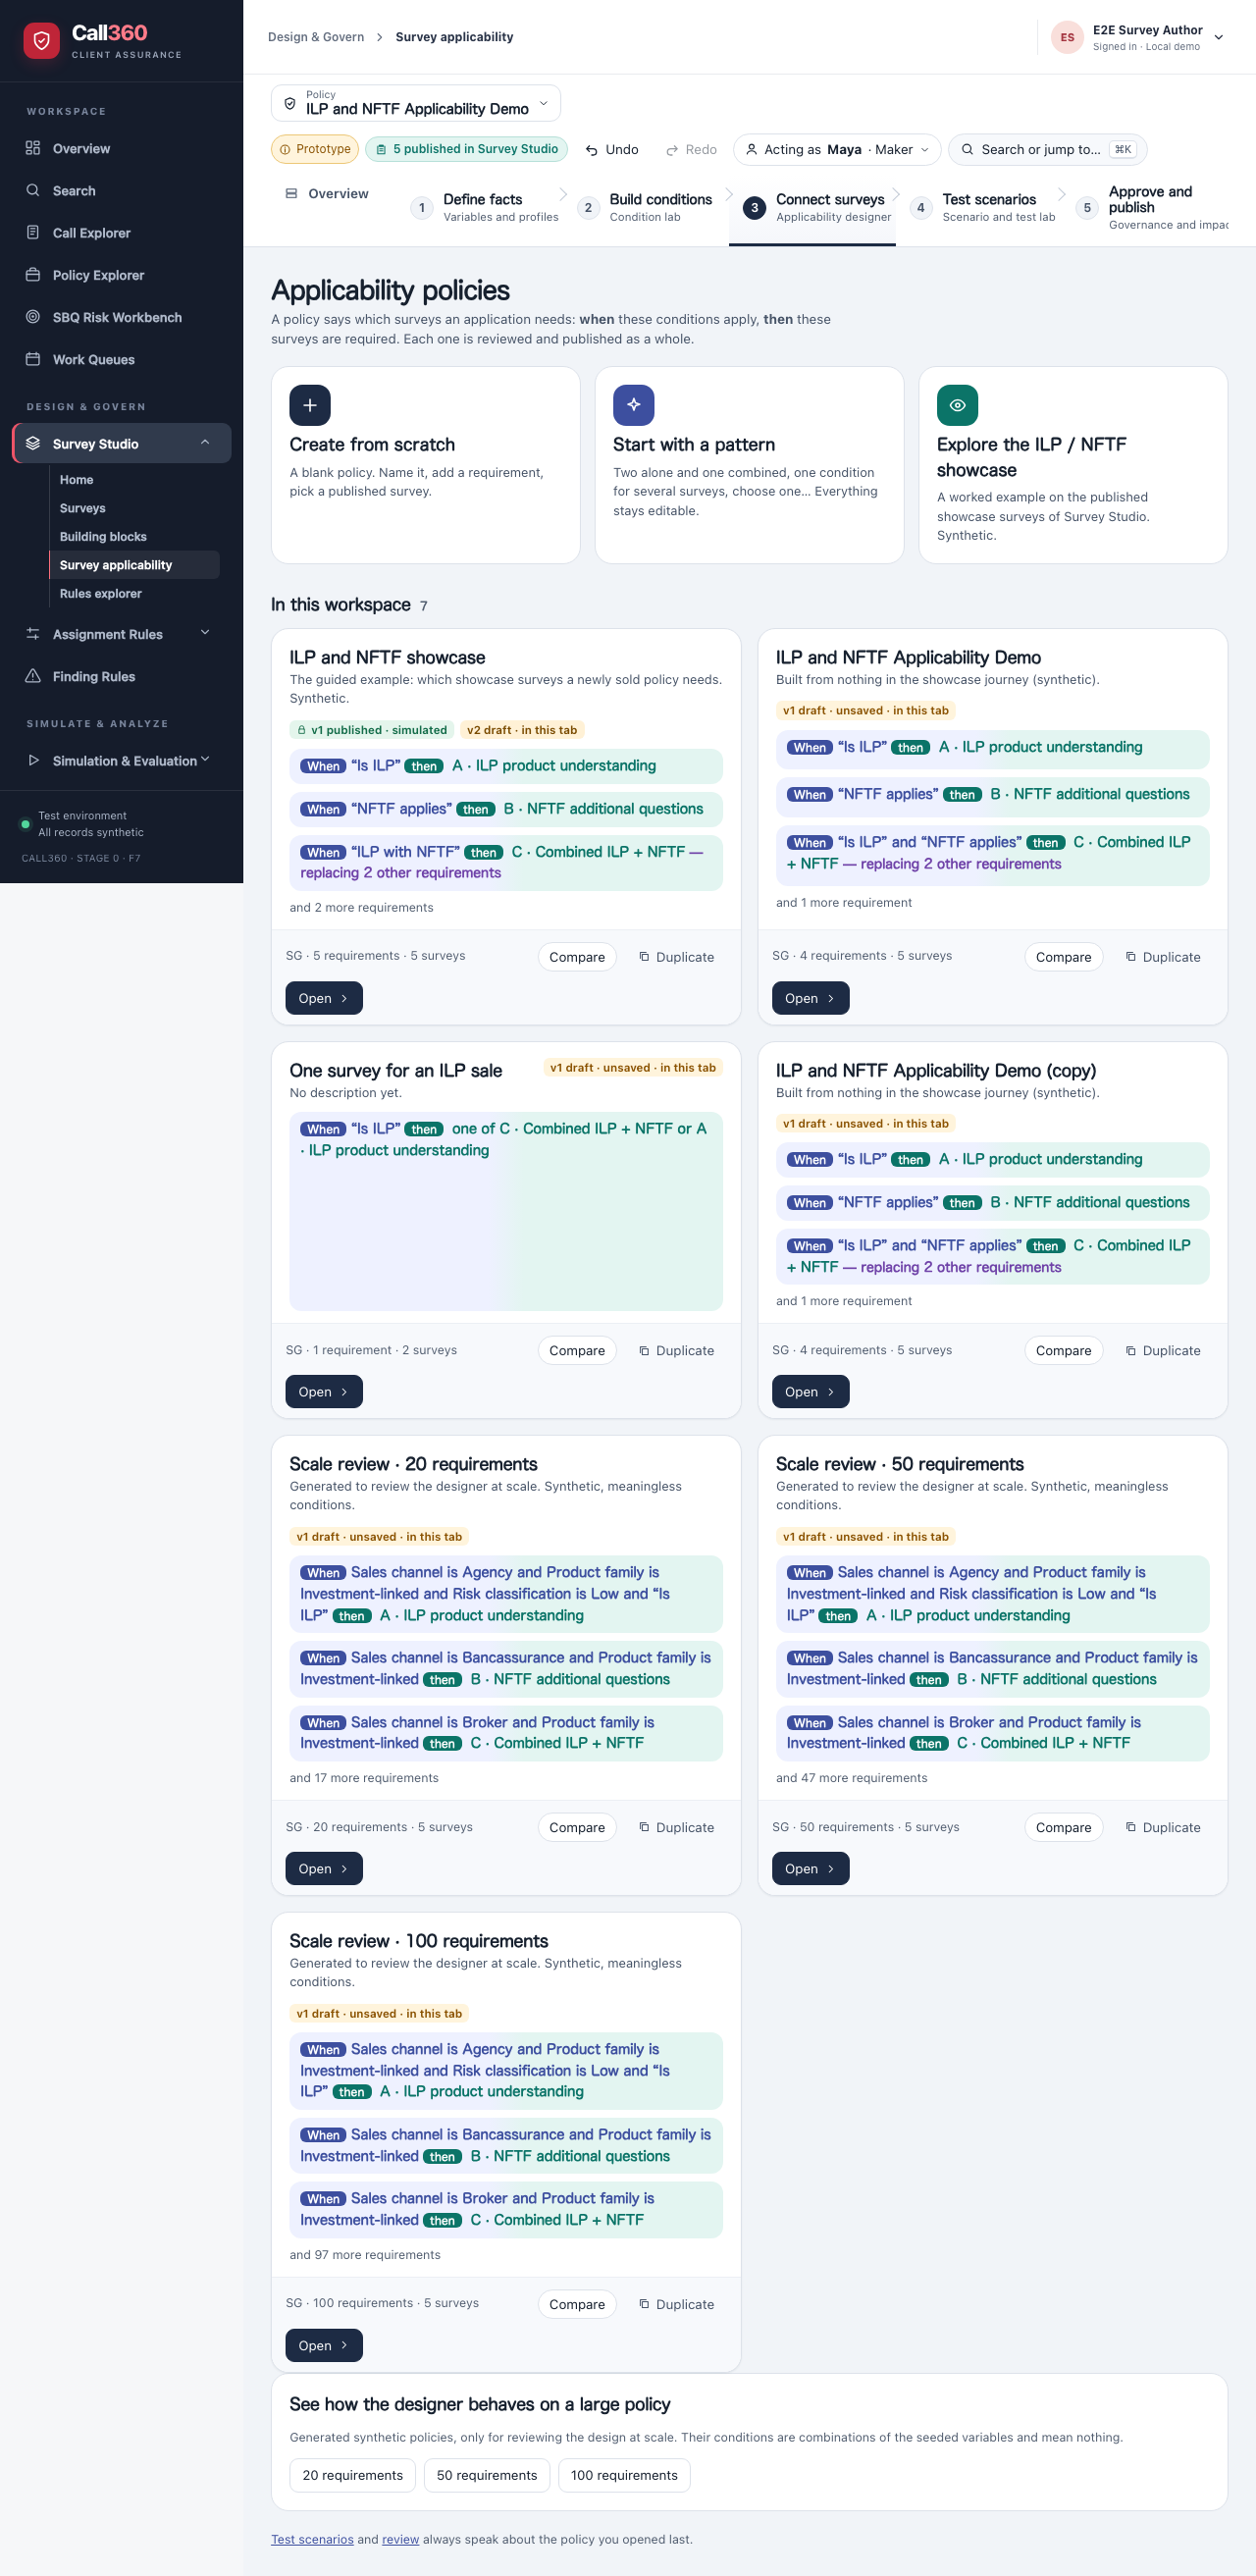 Call360
CLIENT ASSURANCE
WORKSPACE
Overview
Search
Call Explorer
Policy Explorer
SBQ Risk Workbench
Work Queues
DESIGN & GOVERN
Survey Studio
Home
Surveys
Building blocks
Survey applicability
Rules explorer
Assignment Rules
Finding Rules
SIMULATE & ANALYZE
Simulation & Evaluation
Test environment
All records synthetic
CALL360 · STAGE 0 · F7
Design & Govern > Survey applicability
ES
E2E Survey Author
Signed in · Local demo
Policy
ILP and NFTF Applicability Demo
Prototype
5 published in Survey Studio
Undo
Redo
Acting as Maya · Maker
Search or jump to... ⌘K
Overview
1 Define facts
Variables and profiles
2 Build conditions
Condition lab
3 Connect surveys
Applicability designer
4 Test scenarios
Scenario and test lab
5 Approve and
publish
Governance and impac
Applicability policies
A policy says which surveys an application needs: when these conditions apply, then these
surveys are required. Each one is reviewed and published as a whole.
Create from scratch
A blank policy. Name it, add a requirement,
pick a published survey.
Start with a pattern
Two alone and one combined, one condition
for several surveys, choose one... Everything
stays editable.
Explore the ILP / NFTF
showcase
A worked example on the published
showcase surveys of Survey Studio.
Synthetic.
In this workspace 7
ILP and NFTF showcase
The guided example: which showcase surveys a newly sold policy needs.
Synthetic.
v1 published · simulated
v2 draft · in this tab
When “Is ILP” then A · ILP product understanding
When “NFTF applies” then B · NFTF additional questions
When “ILP with NFTF” then C · Combined ILP + NFTF —
replacing 2 other requirements
and 2 more requirements
SG · 5 requirements · 5 surveys
Compare
Duplicate
Open
ILP and NFTF Applicability Demo
Built from nothing in the showcase journey (synthetic).
v1 draft · unsaved · in this tab
When “Is ILP” then A · ILP product understanding
When “NFTF applies” then B · NFTF additional questions
When “Is ILP” and “NFTF applies” then C · Combined ILP
+ NFTF — replacing 2 other requirements
and 1 more requirement
SG · 4 requirements · 5 surveys
Compare
Duplicate
Open
One survey for an ILP sale
v1 draft · unsaved · in this tab
No description yet.
When “Is ILP” then one of C · Combined ILP + NFTF or A
· ILP product understanding
SG · 1 requirement · 2 surveys
Compare
Duplicate
Open
ILP and NFTF Applicability Demo (copy)
Built from nothing in the showcase journey (synthetic).
v1 draft · unsaved · in this tab
When “Is ILP” then A · ILP product understanding
When “NFTF applies” then B · NFTF additional questions
When “Is ILP” and “NFTF applies” then C · Combined ILP
+ NFTF — replacing 2 other requirements
and 1 more requirement
SG · 4 requirements · 5 surveys
Compare
Duplicate
Open
Scale review · 20 requirements
Generated to review the designer at scale. Synthetic, meaningless
conditions.
v1 draft · unsaved · in this tab
When Sales channel is Agency and Product family is
Investment-linked and Risk classification is Low and “Is
ILP” then A · ILP product understanding
When Sales channel is Bancassurance and Product family is
Investment-linked then B · NFTF additional questions
When Sales channel is Broker and Product family is
Investment-linked then C · Combined ILP + NFTF
and 17 more requirements
SG · 20 requirements · 5 surveys
Compare
Duplicate
Open
Scale review · 50 requirements
Generated to review the designer at scale. Synthetic, meaningless
conditions.
v1 draft · unsaved · in this tab
When Sales channel is Agency and Product family is
Investment-linked and Risk classification is Low and “Is
ILP” then A · ILP product understanding
When Sales channel is Bancassurance and Product family is
Investment-linked then B · NFTF additional questions
When Sales channel is Broker and Product family is
Investment-linked then C · Combined ILP + NFTF
and 47 more requirements
SG · 50 requirements · 5 surveys
Compare
Duplicate
Open
Scale review · 100 requirements
Generated to review the designer at scale. Synthetic, meaningless
conditions.
v1 draft · unsaved · in this tab
When Sales channel is Agency and Product family is
Investment-linked and Risk classification is Low and “Is
ILP” then A · ILP product understanding
When Sales channel is Bancassurance and Product family is
Investment-linked then B · NFTF additional questions
When Sales channel is Broker and Product family is
Investment-linked then C · Combined ILP + NFTF
and 97 more requirements
SG · 100 requirements · 5 surveys
Compare
Duplicate
Open
See how the designer behaves on a large policy
Generated synthetic policies, only for reviewing the design at scale. Their conditions are combinations of the seeded variables and mean nothing.
20 requirements
50 requirements
100 requirements
Test scenarios and review always speak about the policy you opened last.